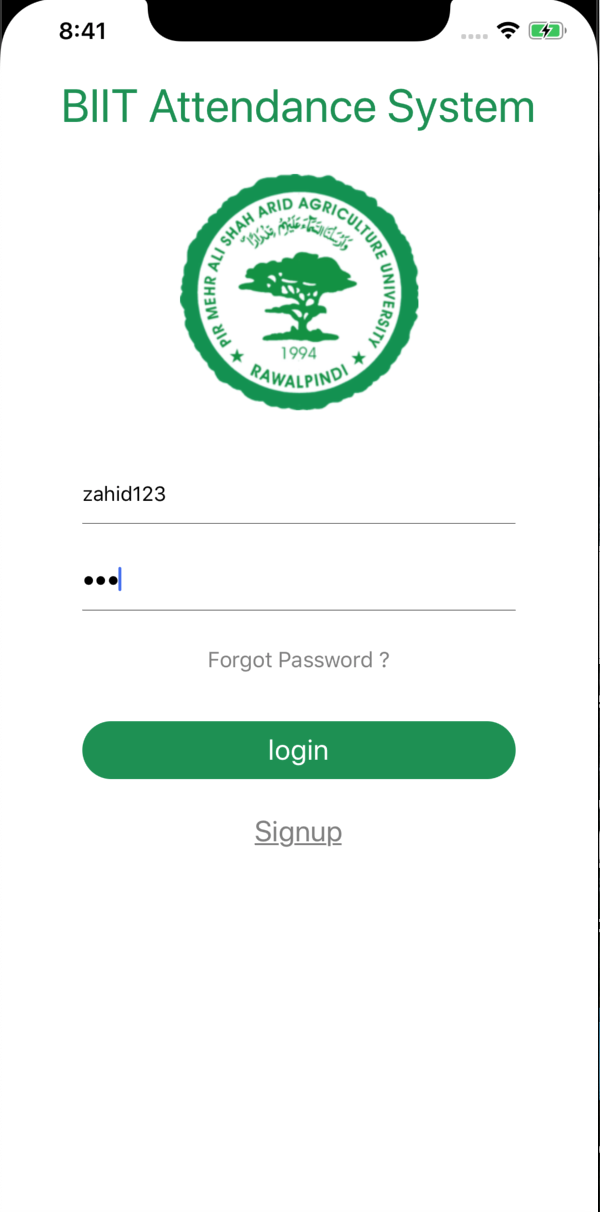 8:41
BIIT Attendance System
PIR MEHR ALI SHAH ARID AGRICULTURE UNIVERSITY
1994
★ RAWALPINDI ★
zahid123
•••
Forgot Password ?
login
Signup